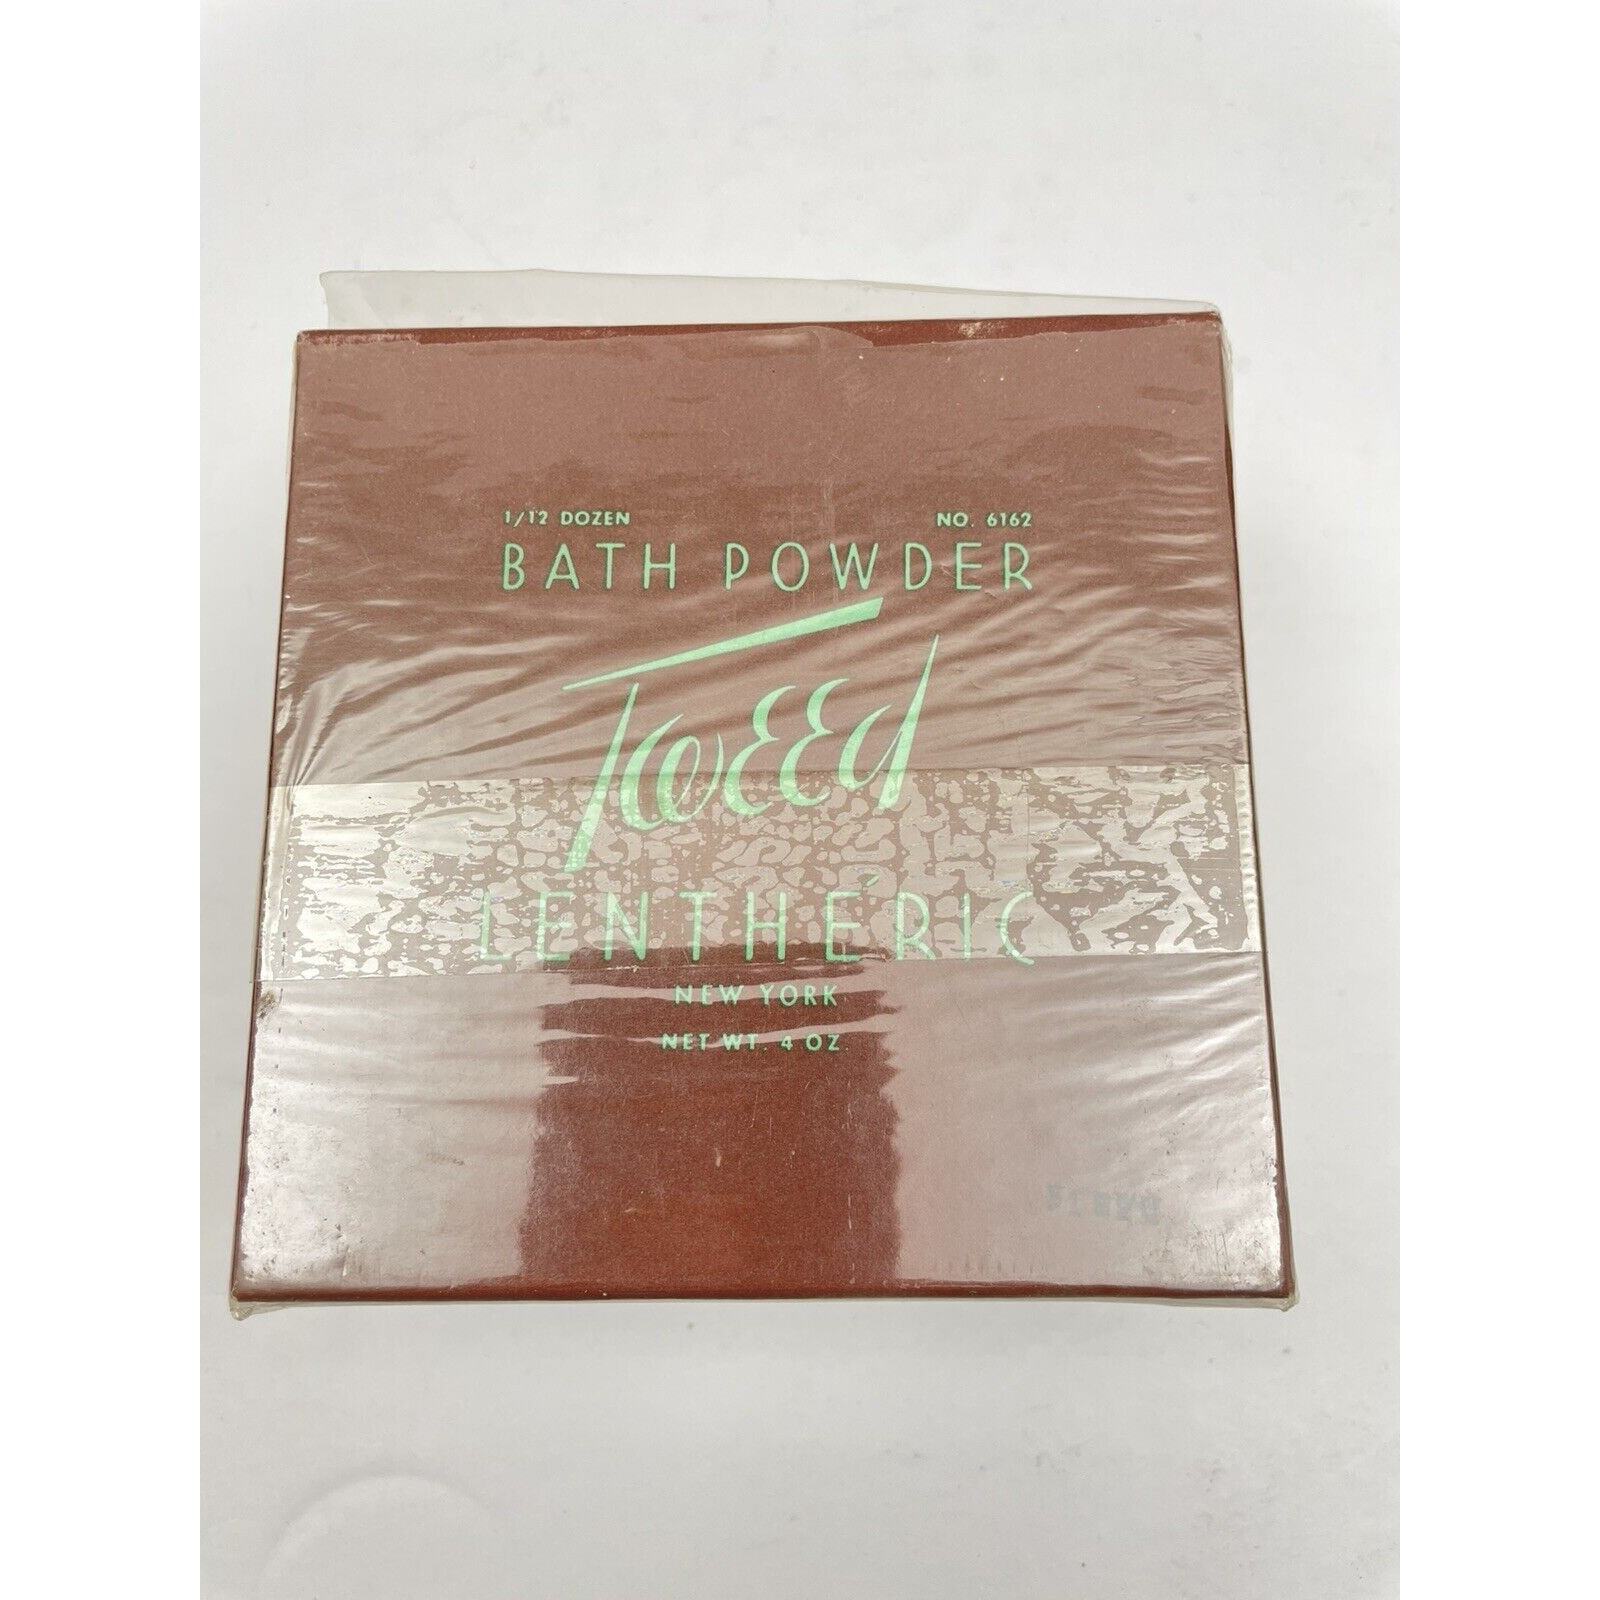 1/12 DOZEN NO. 6162
BATH POWDER
Tweed
LENTHÉRIC
NEW YORK
NET WT. 4 OZ.